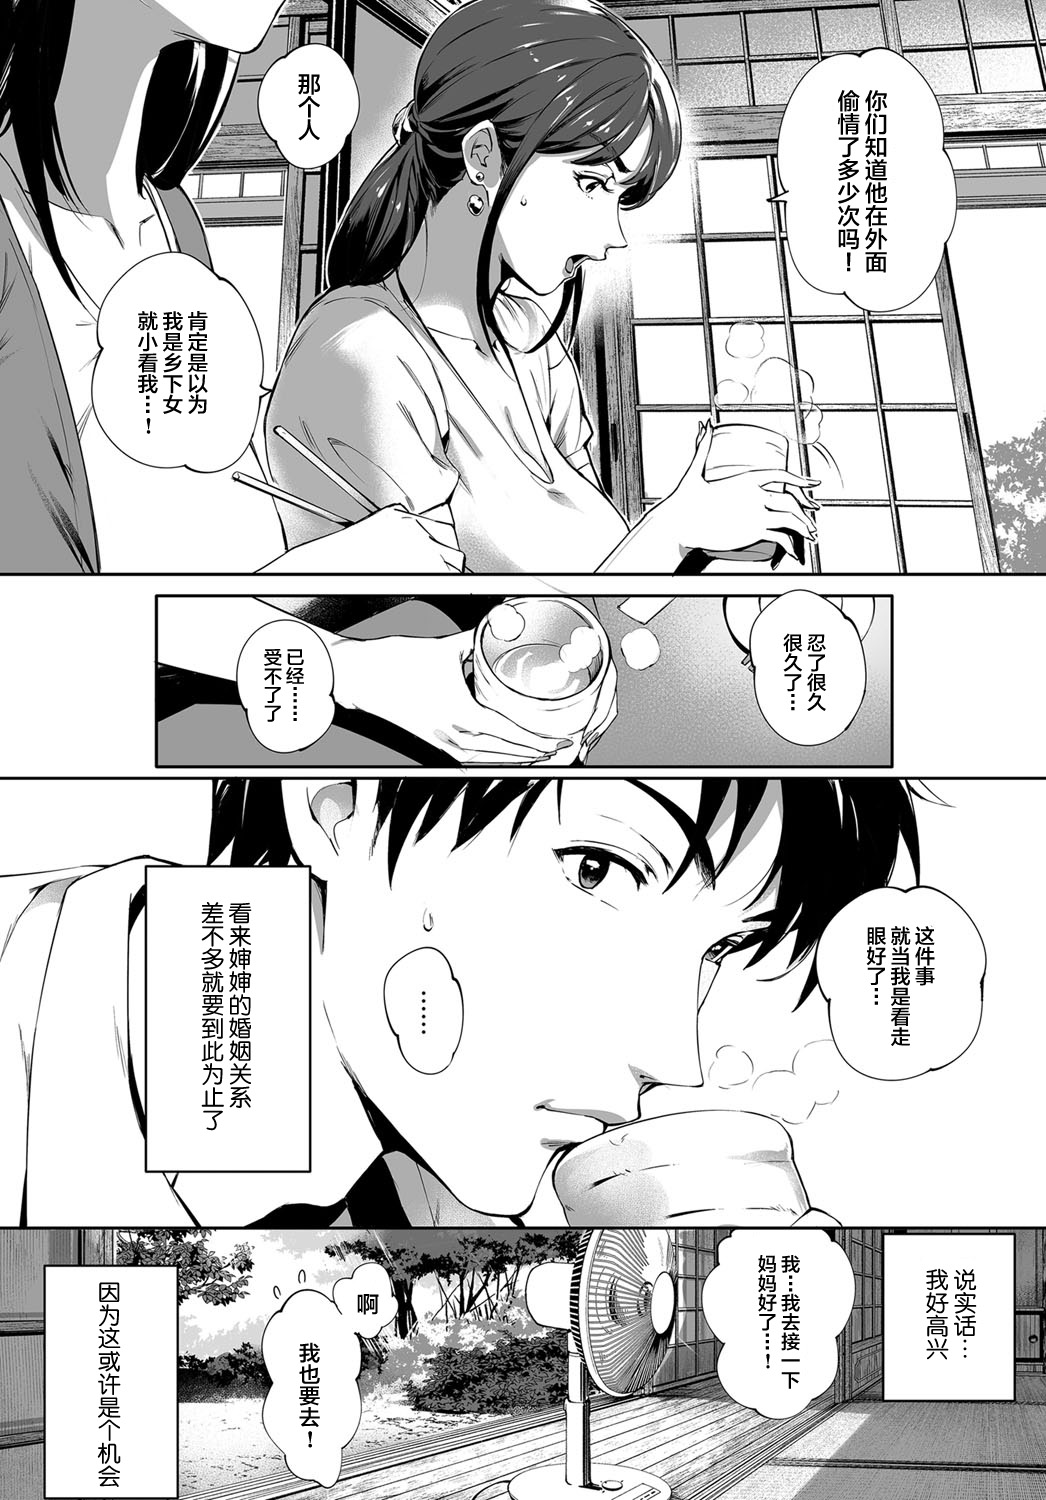 你们知道他在外面
偷情了多少次吗！
那个人
肯定是以为
我是乡下女
就小看我…！
忍了很久
很久了…
已经……
受不了了
这件事
就当我是看走
眼好了…
……
看来婶婶的婚姻关系
差不多就要到此为止了
说实话…
我好高兴
我…我去接一下
妈妈好了…！
啊
我也要去！
因为这或许是个机会